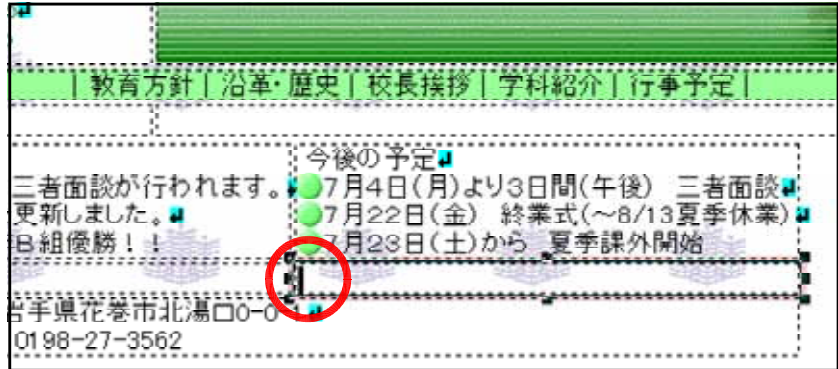 | 教育方針 | 沿革・歴史 | 校長挨拶 | 学科紹介 | 行事予定 |
今後の予定
三者面談が行われます。
7月4日(月)より3日間(午後) 三者面談
更新しました。
7月22日(金) 終業式(~8/13夏季休業)
B組優勝!!
7月23日(土)から 夏季課外開始
岩手県花巻市北湯口0-0
0198-27-3562